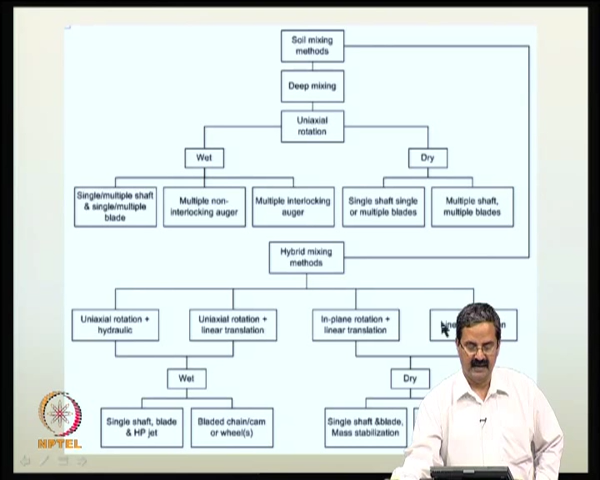 Soil mixing
methods
Deep mixing
Uniaxial
rotation
Wet
Dry
Single/multiple shaft
& single/multiple
blade
Multiple non-
interlocking auger
Multiple interlocking
auger
Single shaft single
or multiple blades
Multiple shaft,
multiple blades
Hybrid mixing
methods
Uniaxial rotation +
hydraulic
Uniaxial rotation +
linear translation
In-plane rotation +
linear translation
Wet
Dry
Single shaft, blade
& HP jet
Bladed chain/cam
or wheel(s)
Single shaft &blade,
Mass stabilization
NPTEL